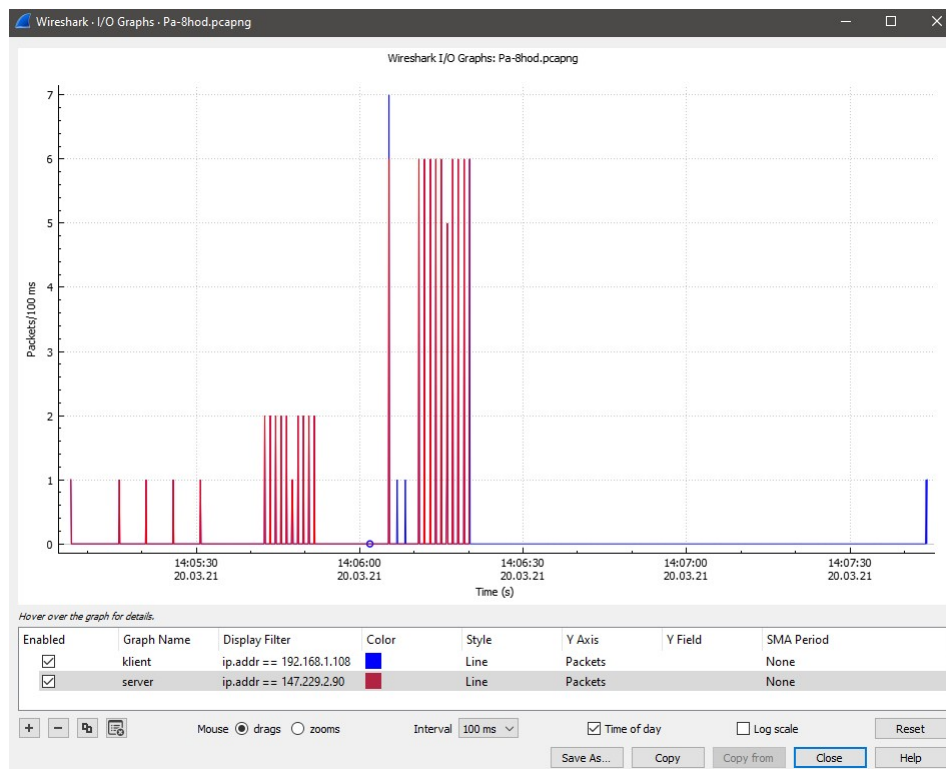 Wireshark · I/O Graphs · Pa-8hod.pcapng
Wireshark I/O Graphs: Pa-8hod.pcapng
7
6
5
4
3
2
1
0
Packets/100 ms
14:05:30 14:06:00 14:06:30 14:07:00 14:07:30
20.03.21 20.03.21 20.03.21 20.03.21 20.03.21
Time (s)
Hover over the graph for details.
Enabled Graph Name Display Filter Color Style Y Axis Y Field SMA Period
klient ip.addr == 192.168.1.108 Line Packets None
server ip.addr == 147.229.2.90 Line Packets None
Mouse drags zooms Interval 100 ms Time of day Log scale Reset
Save As... Copy Copy from Close Help